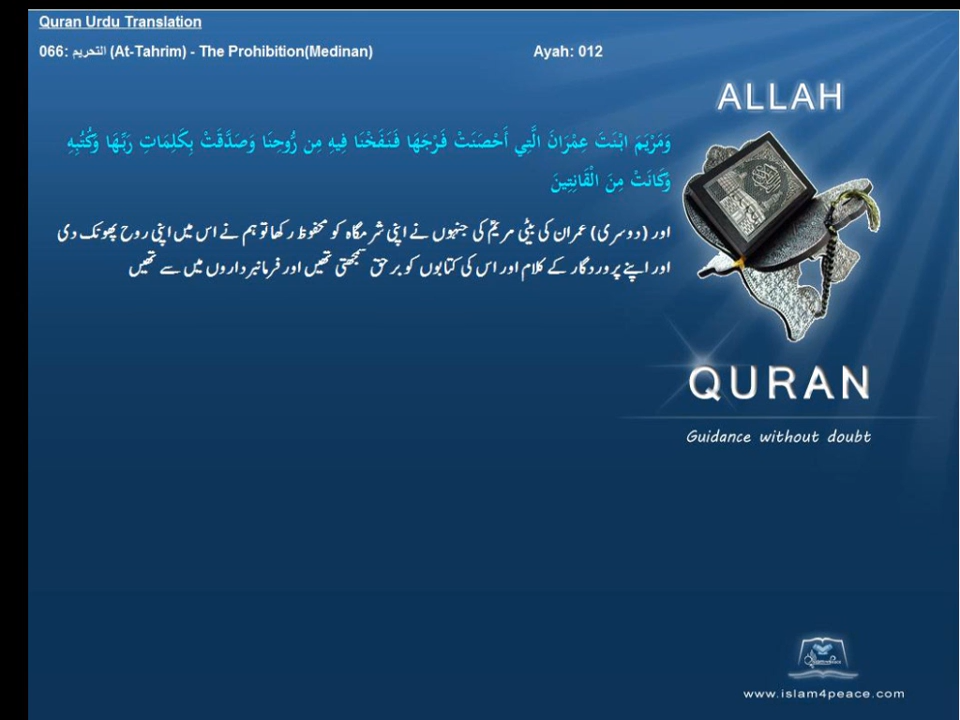 Quran Urdu Translation
066: التحريم (At-Tahrim) - The Prohibition(Medinan) Ayah: 012
ALLAH
وَمَرْيَمَ ابْنَتَ عِمْرَانَ الَّتِي أَحْصَنَتْ فَرْجَهَا فَنَفَخْنَا فِيهِ مِن رُّوحِنَا وَصَدَّقَتْ بِكَلِمَاتِ رَبِّهَا وَكُتُبِهِ
وَكَانَتْ مِنَ الْقَانِتِينَ
اور (دوسری) عمران کی بیٹی مریمؑ کی جنہوں نے اپنی شرمگاہ کو محفوظ رکھا تو ہم نے اس میں اپنی روح پھونک دی
اور اپنے پروردگار کے کلام اور اس کی کتابوں کو برحق سمجھتی تھیں اور فرمانبرداروں میں سے تھیں
QURAN
Guidance without doubt
www.islam4peace.com